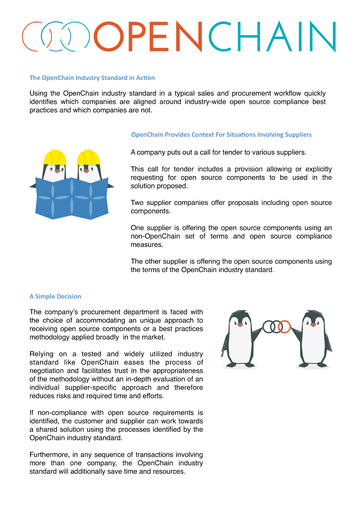 OPENCHAIN
The OpenChain Industry Standard in Action
Using the OpenChain industry standard in a typical sales and procurement workflow quickly
identifies which companies are aligned around industry-wide open source compliance best
practices and which companies are not.
OpenChain Provides Context For Situations involving Suppliers
A company puts out a call for tender to various suppliers.
This call for tender includes a provision allowing or explicitly
requesting for open source components to be used in the
solution proposed.
Two supplier companies offer proposals including open source
components.
One supplier is offering the open source components using an
non-OpenChain set of terms and open source compliance
measures.
The other supplier is offering the open source components using
the terms of the OpenChain industry standard.
A Simple Decision
The company's procurement department is faced with
the choice of accommodating an unique approach to
receiving open source components or a best practices
methodology applied broadly in the market.
Relying on a tested and widely utilized industry
standard like OpenChain eases the process of
negotiation and facilitates trust in the appropriateness
of the methodology without an in-depth evaluation of an
individual supplier-specific approach and therefore
reduces risks and required time and efforts.
If non-compliance with open source requirements is
identified, the customer and supplier can work towards
a shared solution using the processes identified by the
OpenChain industry standard.
Furthermore, in any sequence of transactions involving
more than one company, the OpenChain industry
standard will additionally save time and resources.